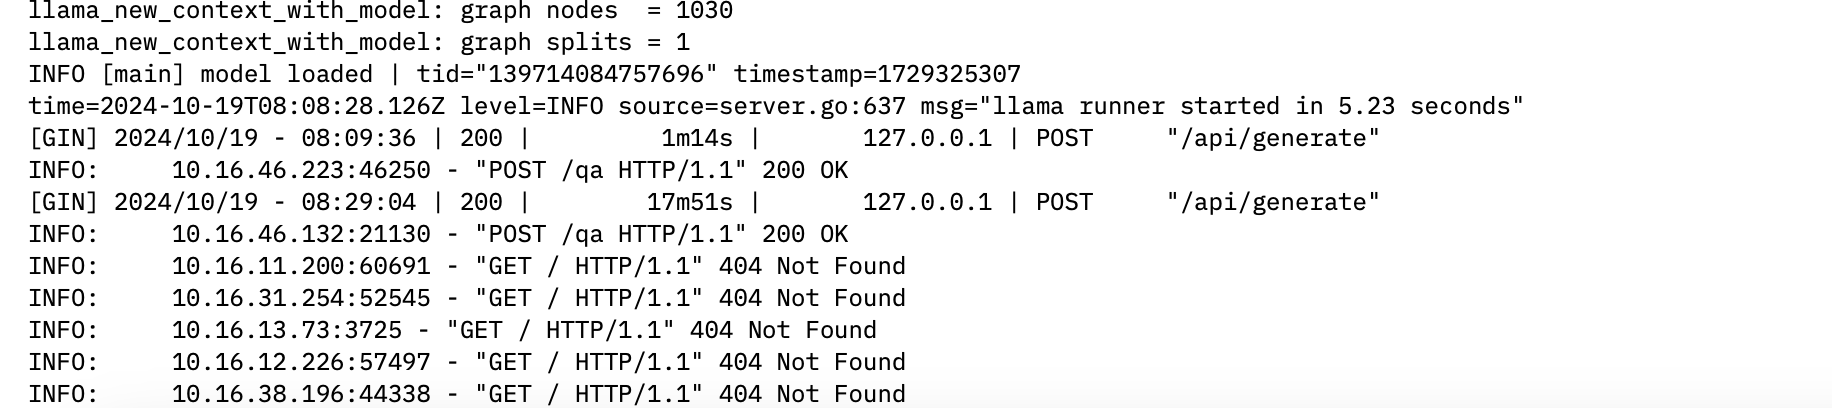 llama_new_context_with_model: graph nodes  = 1030
llama_new_context_with_model: graph splits = 1
INFO [main] model loaded | tid="139714084757696" timestamp=1729325307
time=2024-10-19T08:08:28.126Z level=INFO source=server.go:637 msg="llama runner started in 5.23 seconds"
[GIN] 2024/10/19 - 08:09:36 | 200 |         1m14s |       127.0.0.1 | POST     "/api/generate"
INFO:     10.16.46.223:46250 - "POST /qa HTTP/1.1" 200 OK
[GIN] 2024/10/19 - 08:29:04 | 200 |        17m51s |       127.0.0.1 | POST     "/api/generate"
INFO:     10.16.46.132:21130 - "POST /qa HTTP/1.1" 200 OK
INFO:     10.16.11.200:60691 - "GET / HTTP/1.1" 404 Not Found
INFO:     10.16.31.254:52545 - "GET / HTTP/1.1" 404 Not Found
INFO:     10.16.13.73:3725 - "GET / HTTP/1.1" 404 Not Found
INFO:     10.16.12.226:57497 - "GET / HTTP/1.1" 404 Not Found
INFO:     10.16.38.196:44338 - "GET / HTTP/1.1" 404 Not Found